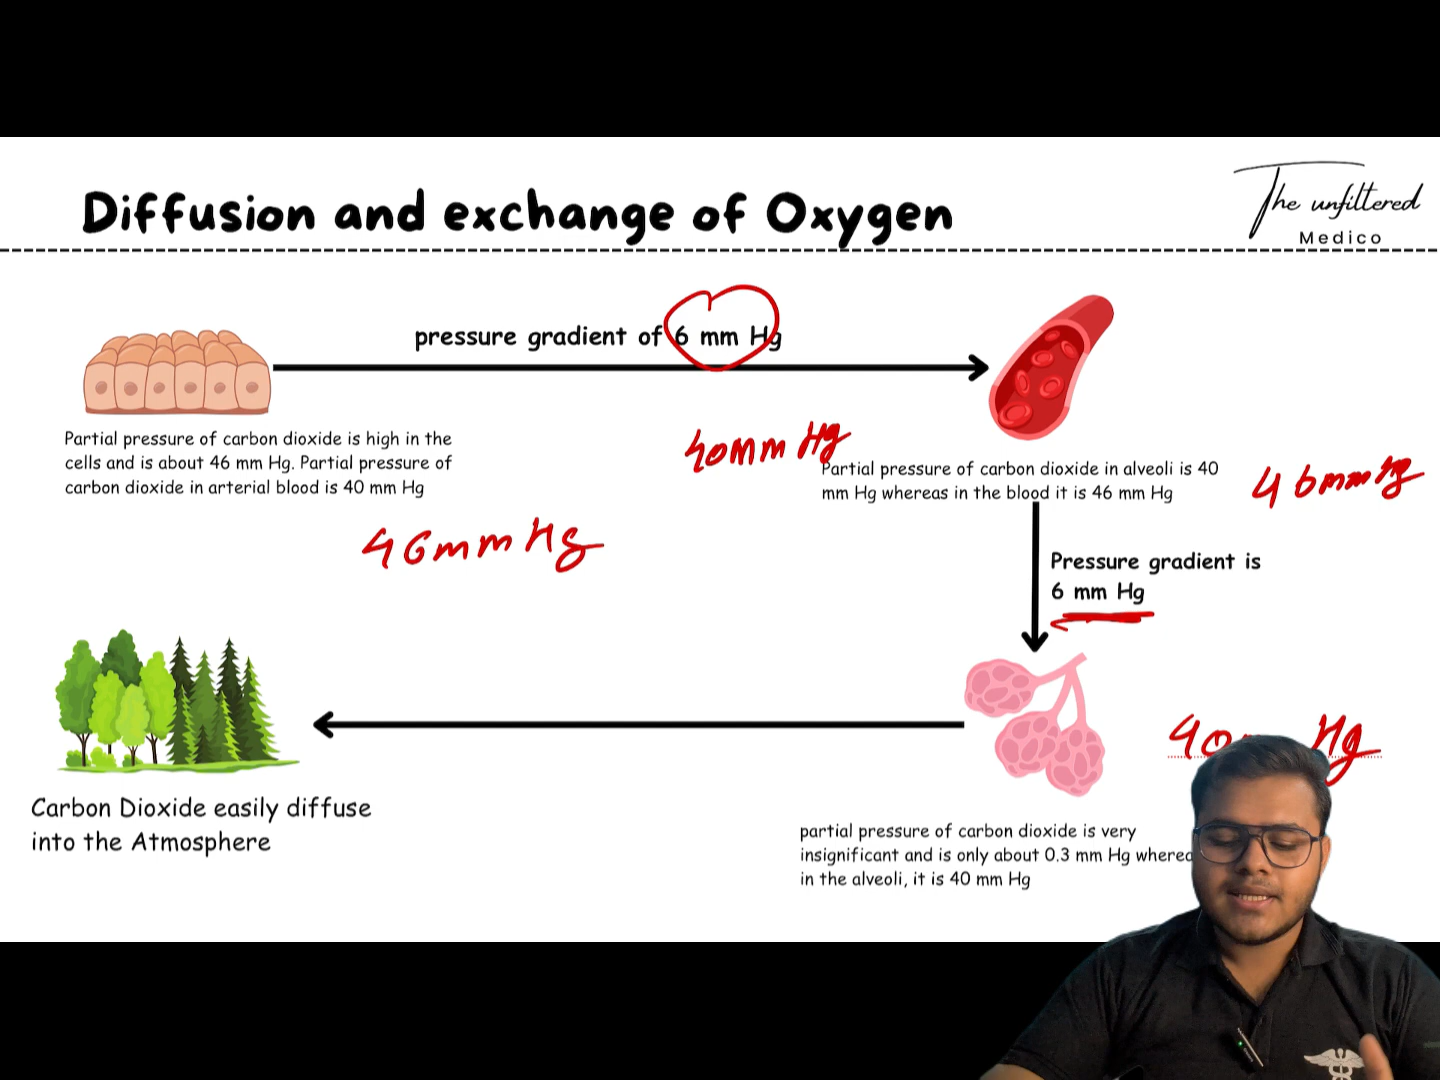 Diffusion and exchange of Oxygen
The unfiltered
Medico
pressure gradient of 6 mm Hg
Partial pressure of carbon dioxide is high in the
cells and is about 46 mm Hg. Partial pressure of
carbon dioxide in arterial blood is 40 mm Hg
40mm Hg
46mm Hg
Partial pressure of carbon dioxide in alveoli is 40
mm Hg whereas in the blood it is 46 mm Hg
46mm Hg
Pressure gradient is
6 mm Hg
40 Hg
Carbon Dioxide easily diffuse
into the Atmosphere
partial pressure of carbon dioxide is very
insignificant and is only about 0.3 mm Hg
in the alveoli, it is 40 mm Hg